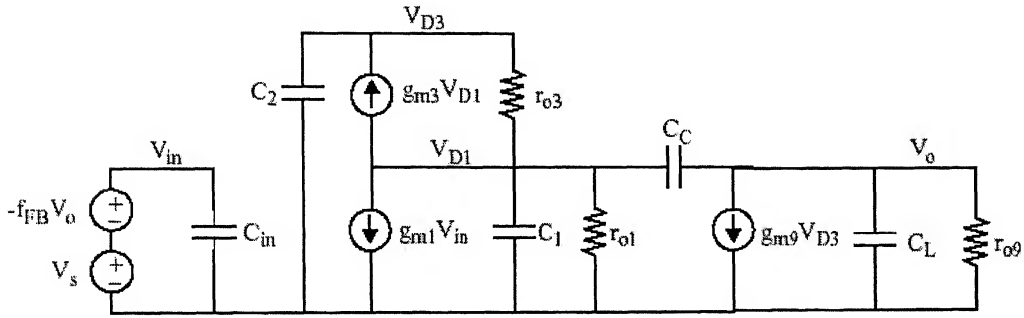 V_D3
C_2
g_m3V_D1
r_o3
C_C
V_in
V_D1
V_o
-f_FBV_o
C_in
g_m1V_in
C_1
r_o1
g_m9V_D3
C_L
r_o9
V_s